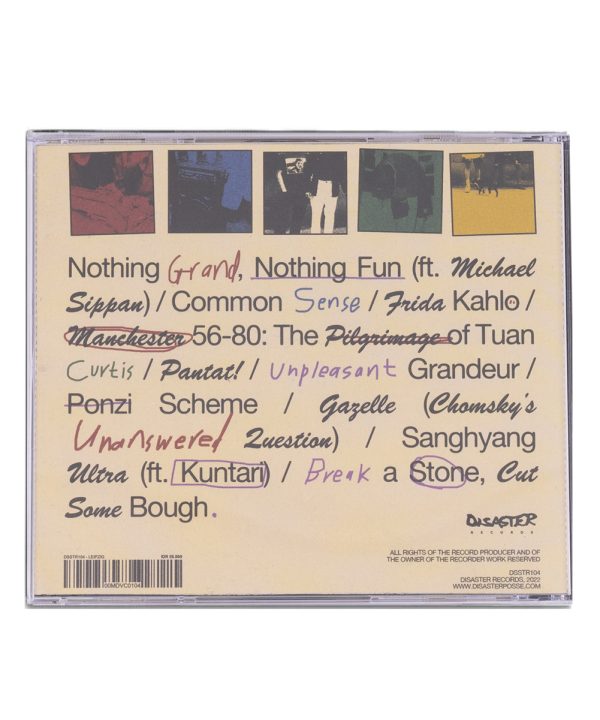 Nothing Grand, Nothing Fun (ft. Michael
Sippan) / Common Sense / Frida Kahlo /
Manchester 56-80: The Pilgrimage of Tuan
Curtis / Pantat! / Unpleasant Grandeur /
Ponzi Scheme / Gazelle (Chomsky's
Unanswered Question) / Sanghyang
Ultra (ft. Kuntari) / Break a Stone, Cut
Some Bough.
DISASTER
RECORDS
DSSTR104 - LEIPZIG
00MDVC0104
ALL RIGHTS OF THE RECORD PRODUCER AND OF
THE OWNER OF THE RECORDER WORK RESERVED
DSSTR104
DISASTER RECORDS, 2022
WWW.DISASTERPOSSE.COM